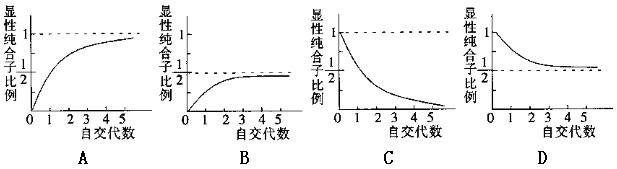 显性纯合子比例
1
1/2
0 1 2 3 4 5
自交代数
A
显性纯合子比例
1
1/2
0 1 2 3 4 5
自交代数
B
显性纯合子比例
1
1/2
0 1 2 3 4 5
自交代数
C
显性纯合子比例
1
1/2
0 1 2 3 4 5
自交代数
D